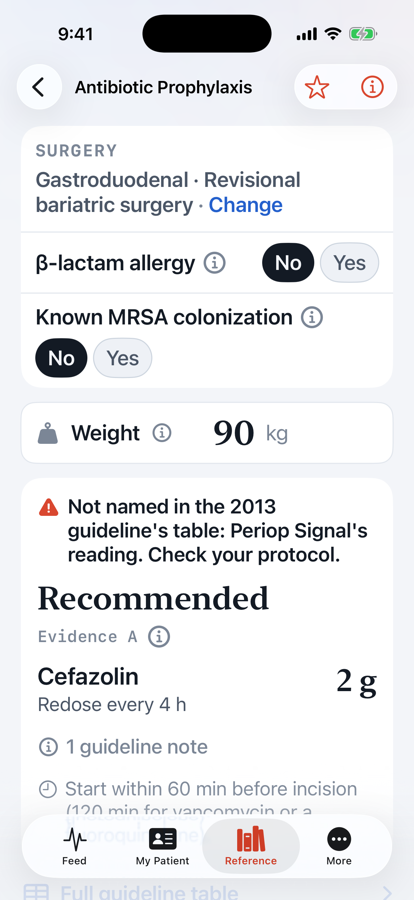 9:41
Antibiotic Prophylaxis
SURGERY
Gastroduodenal · Revisional
bariatric surgery · Change
β-lactam allergy
No
Yes
Known MRSA colonization
No
Yes
Weight
90 kg
Not named in the 2013
guideline's table: Periop Signal's
reading. Check your protocol.
Recommended
Evidence A
Cefazolin
2 g
Redose every 4 h
1 guideline note
Start within 60 min before incision
(120 min for vancomycin or a
Feed
My Patient
Reference
More
Full guideline table